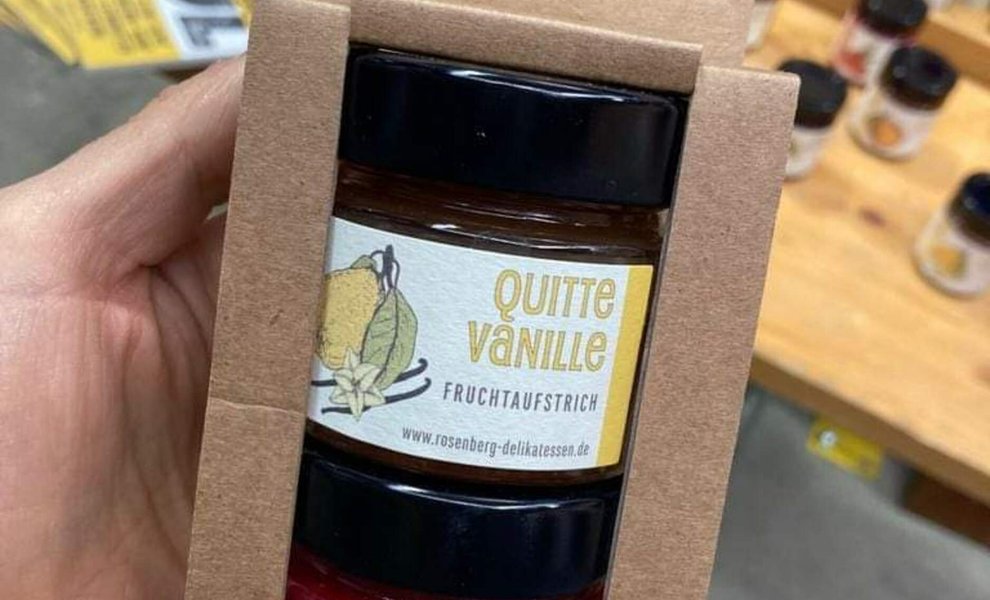 QUITTE
VANILLE
FRUCHTAUFSTRICH
www.rosenberg-delikatessen.de